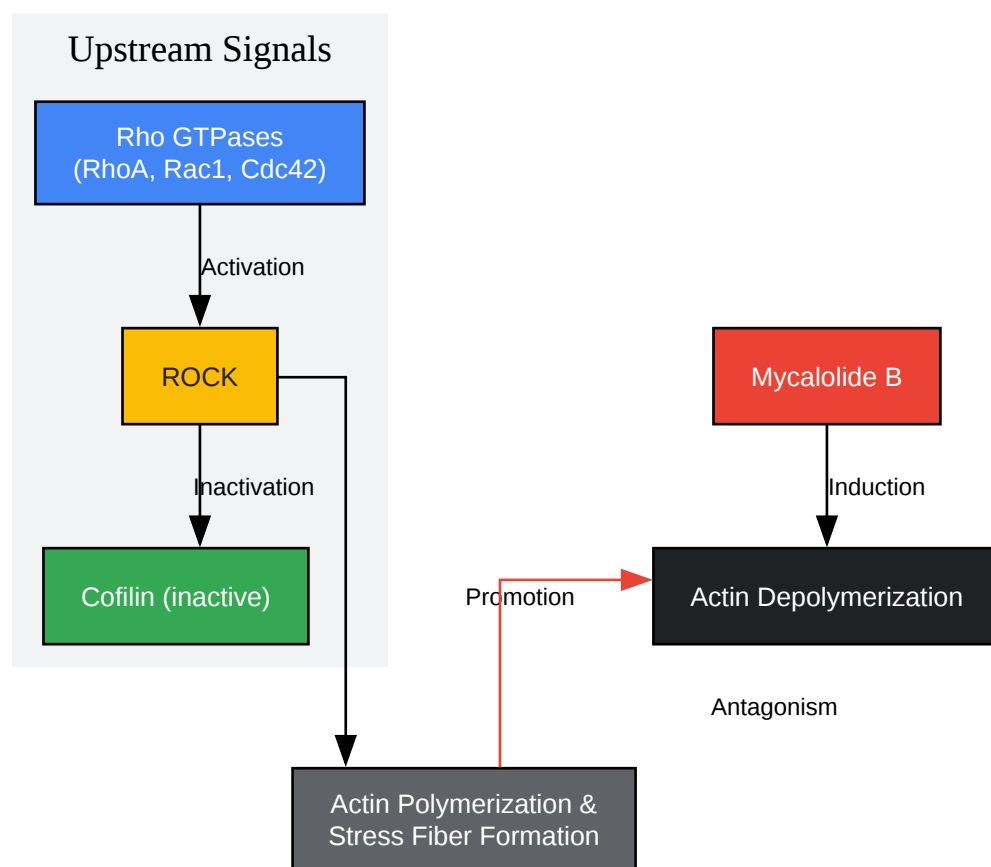 Upstream Signals
Rho GTPases
(RhoA, Rac1, Cdc42)
Activation
ROCK
Mycalolide B
Inactivation
Induction
Cofilin (inactive)
Promotion
Actin Depolymerization
Antagonism
Actin Polymerization &
Stress Fiber Formation